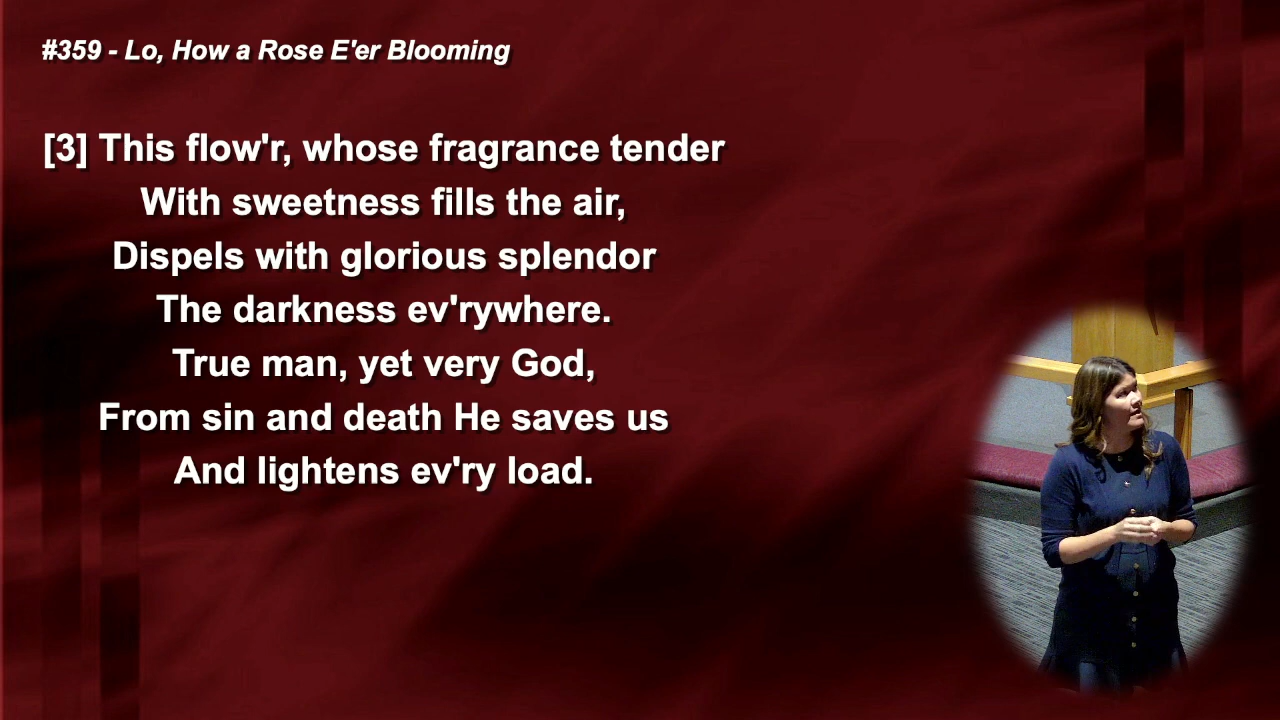 #359 - Lo, How a Rose E'er Blooming
[3] This flow'r, whose fragrance tender
With sweetness fills the air,
Dispels with glorious splendor
The darkness ev'rywhere.
True man, yet very God,
From sin and death He saves us
And lightens ev'ry load.